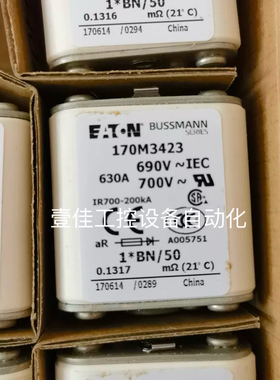 0.1316 mΩ (21°C)
1*BN/50
170614 /0294 China
EATON BUSSMANN SERIES
170M3423
690V ~IEC
630A 700V ~
IR700-200kA
壹佳工控设备自动化
aR A005751
1*BN/50
0.1317 mΩ (21°C)
170614 /0289 China